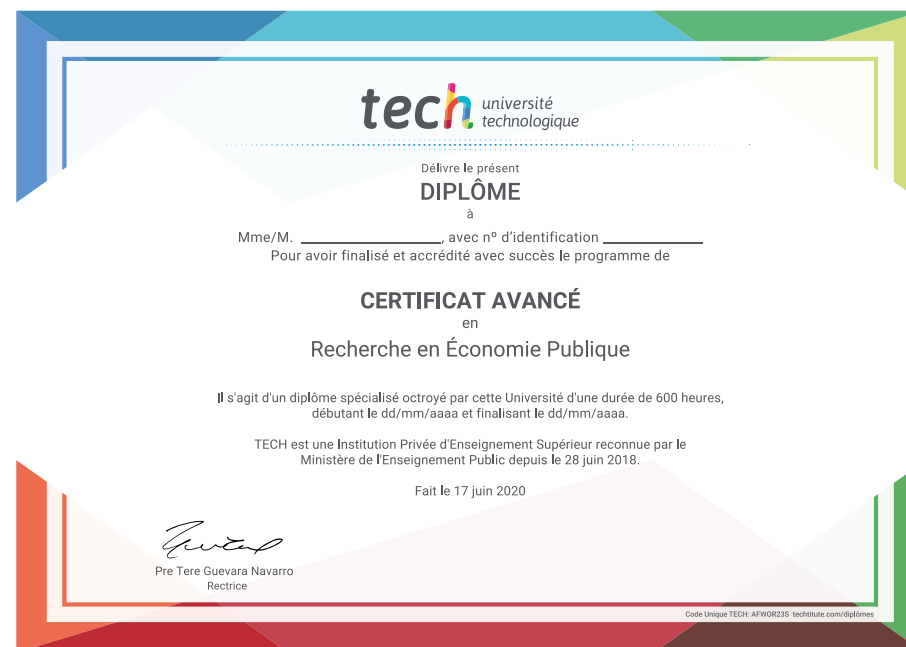 tech université
technologique
Délivre le présent
DIPLÔME
à
Mme/M. ____________________, avec nº d'identification ______________
Pour avoir finalisé et accrédité avec succès le programme de
CERTIFICAT AVANCÉ
en
Recherche en Économie Publique
Il s'agit d'un diplôme spécialisé octroyé par cette Université d'une durée de 600 heures,
débutant le dd/mm/aaaa et finalisant le dd/mm/aaaa.
TECH est une Institution Privée d'Enseignement Supérieur reconnue par le
Ministère de l'Enseignement Public depuis le 28 juin 2018.
Fait le 17 juin 2020
Pre Tere Guevara Navarro
Rectrice
Code Unique TECH: AFWOR23S techtitute.com/diplômes